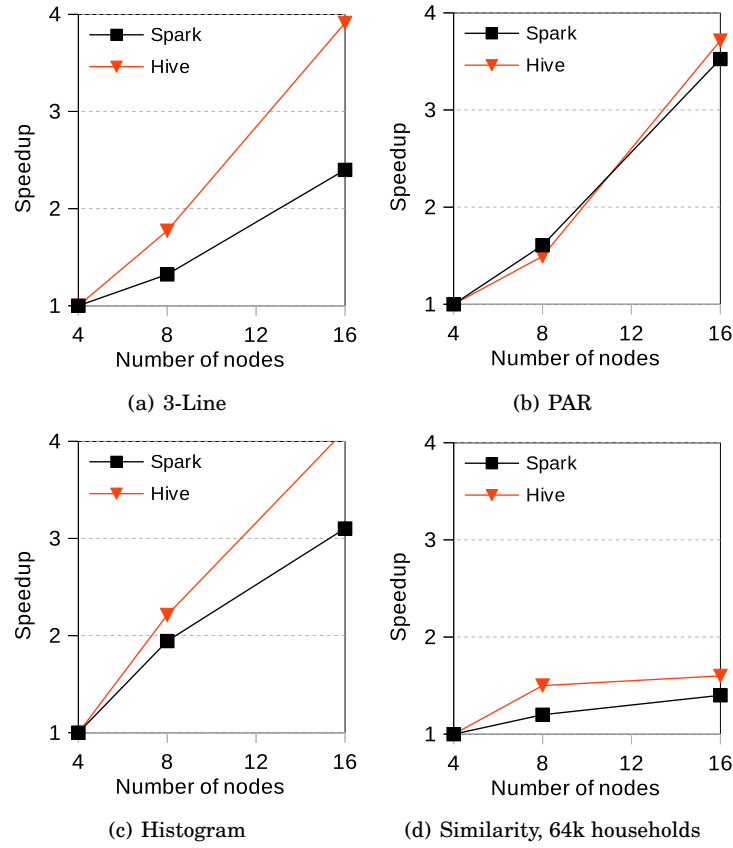 4
3
2
1
Speedup
Spark
Hive
4 8 12 16
Number of nodes
(a) 3-Line
4
3
2
1
Speedup
Spark
Hive
4 8 12 16
Number of nodes
(b) PAR
4
3
2
1
Speedup
Spark
Hive
4 8 12 16
Number of nodes
(c) Histogram
4
3
2
1
Speedup
Spark
Hive
4 8 12 16
Number of nodes
(d) Similarity, 64k households